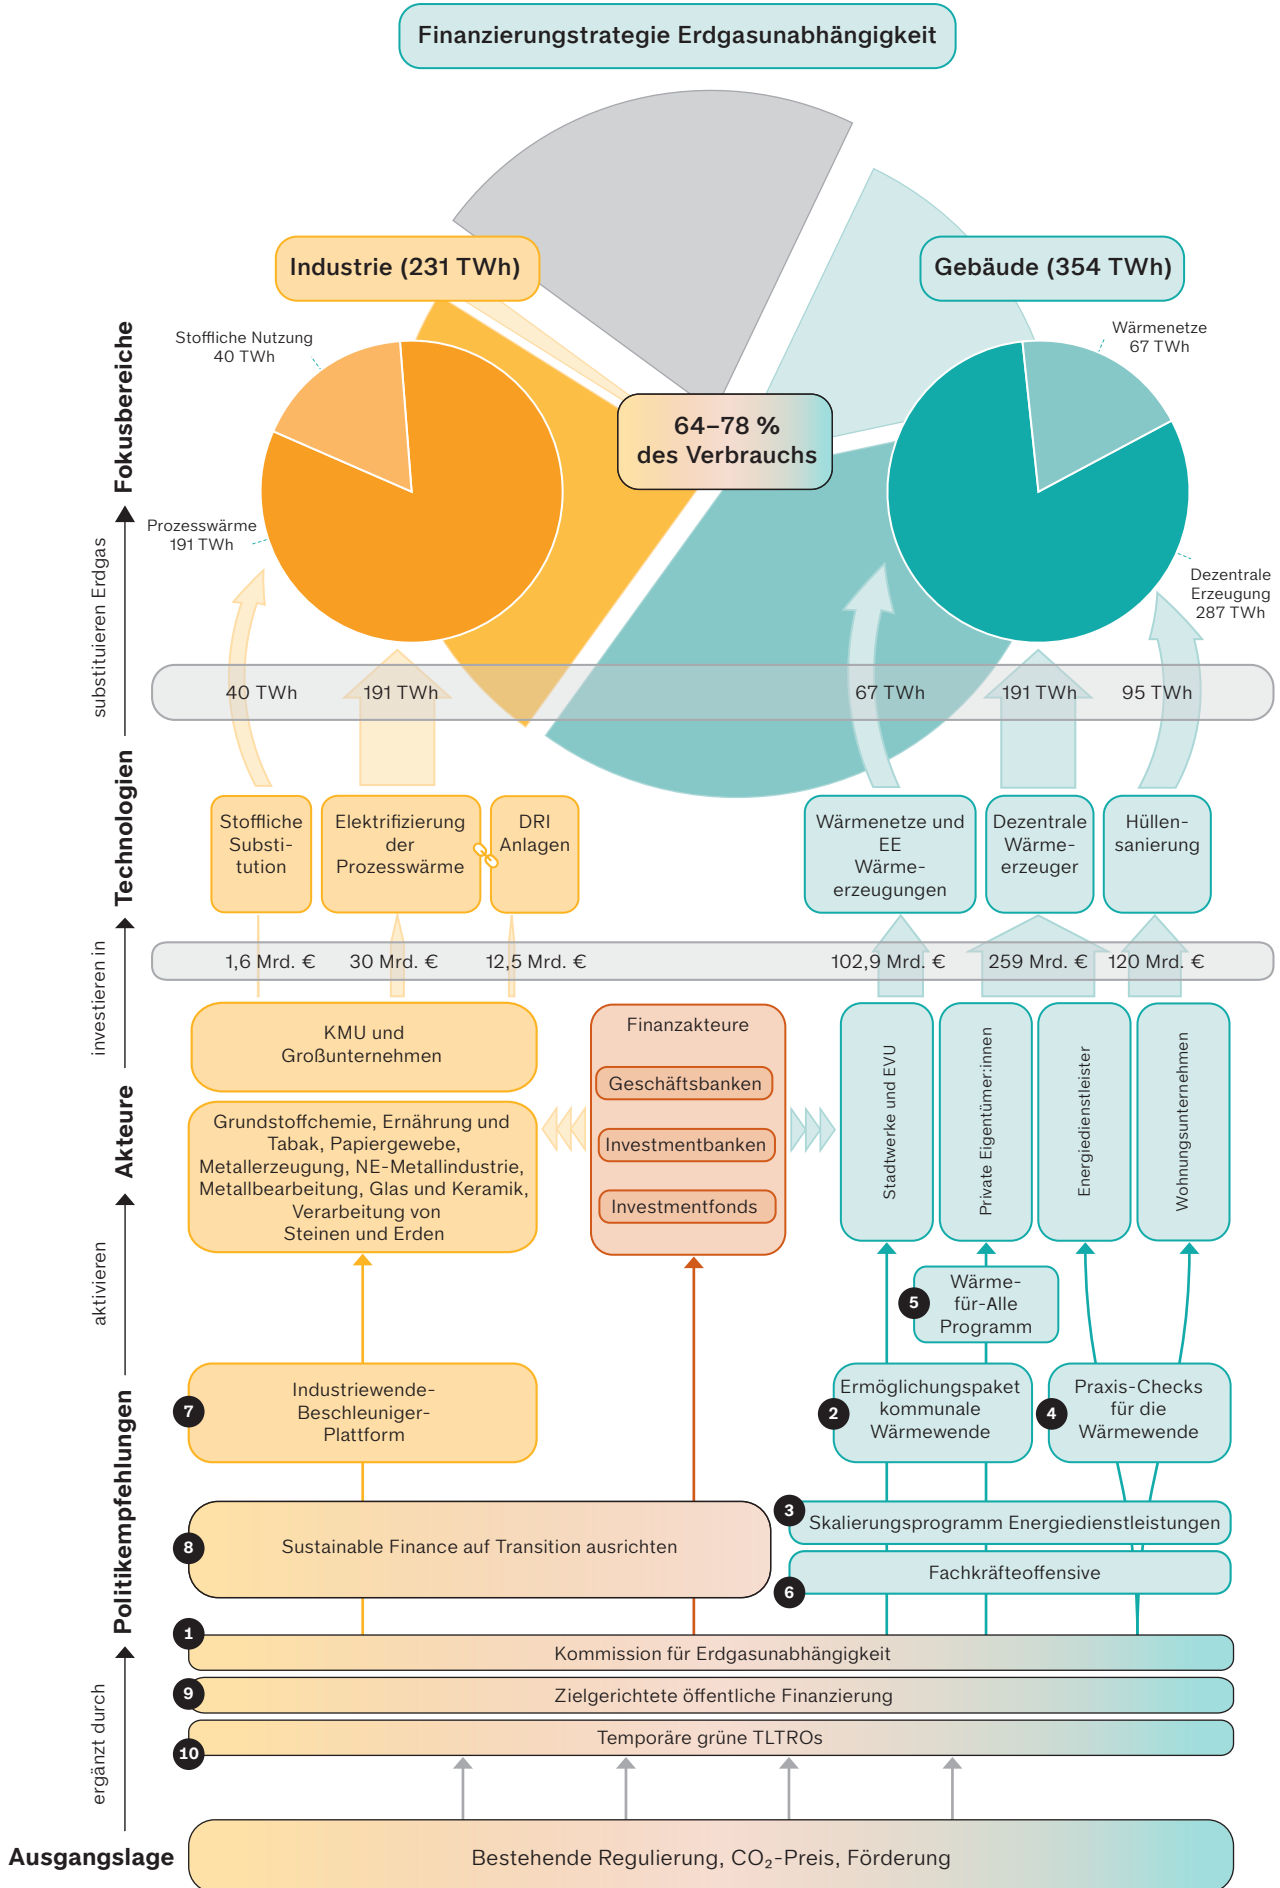 Finanzierungstrategie Erdgasunabhängigkeit
Industrie (231 TWh)
Gebäude (354 TWh)
Stoffliche Nutzung
40 TWh
Wärmenetze
67 TWh
64–78 %
des Verbrauchs
Prozesswärme
191 TWh
Dezentrale
Erzeugung
287 TWh
Fokusbereiche
substituieren Erdgas
40 TWh
191 TWh
67 TWh
191 TWh
95 TWh
Technologien
Stoffliche
Substi-
tution
Elektrifizierung
der
Prozesswärme
DRI
Anlagen
Wärmenetze und
EE
Wärme-
erzeugungen
Dezentrale
Wärme-
erzeuger
Hüllen-
sanierung
investieren in
1,6 Mrd. €
30 Mrd. €
12,5 Mrd. €
102,9 Mrd. €
259 Mrd. €
120 Mrd. €
Akteure
KMU und
Großunternehmen
Grundstoffchemie, Ernährung und
Tabak, Papiergewebe,
Metallerzeugung, NE-Metallindustrie,
Metallbearbeitung, Glas und Keramik,
Verarbeitung von
Steinen und Erden
Finanzakteure
Geschäftsbanken
Investmentbanken
Investmentfonds
Stadtwerke und EVU
Private Eigentümer:innen
Energiedienstleister
Wohnungsunternehmen
aktivieren
5
Wärme-
für-Alle
Programm
Politikempfehlungen
7
Industriewende-
Beschleuniger-
Plattform
2
Ermöglichungspaket
kommunale
Wärmewende
4
Praxis-Checks
für die
Wärmewende
8
Sustainable Finance auf Transition ausrichten
3
Skalierungsprogramm Energiedienstleistungen
6
Fachkräfteoffensive
1
Kommission für Erdgasunabhängigkeit
9
Zielgerichtete öffentliche Finanzierung
10
Temporäre grüne TLTROs
ergänzt durch
Ausgangslage
Bestehende Regulierung, CO₂-Preis, Förderung